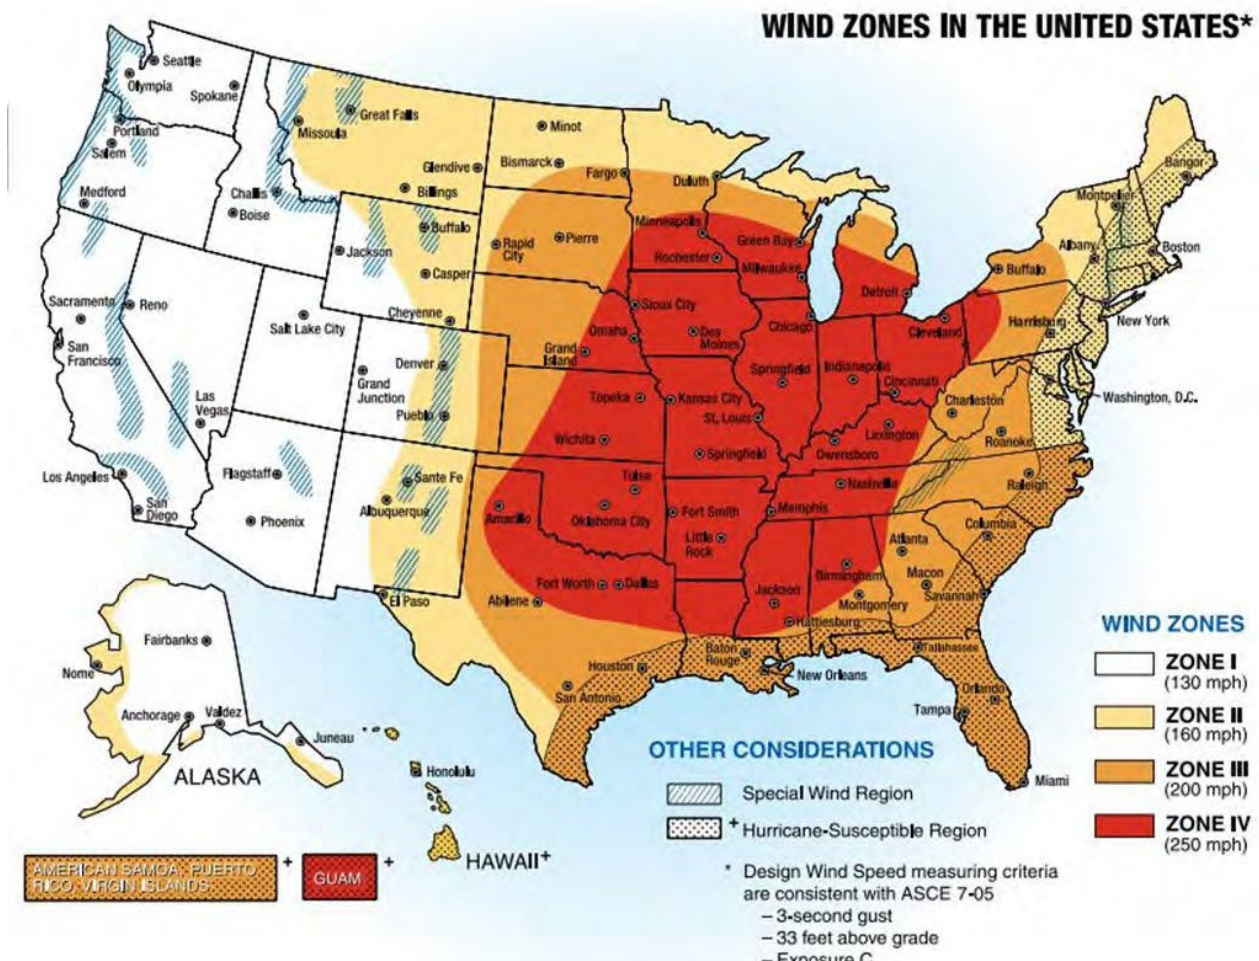 WIND ZONES IN THE UNITED STATES*
Seattle
Olympia
Spokane
Portland
Salem
Medford
Missoula
Great Falls
Glendive
Billings
Challis
Boise
Jackson
Buffalo
Casper
Cheyenne
Minot
Bismarck
Fargo
Duluth
Rapid
City
Pierre
Minneapolis
Rochester
Green Bay
Milwaukee
Bangor
Montpelier
Albany
Boston
Buffalo
Detroit
Cleveland
Harrisburg
New York
Sacramento
Reno
San
Francisco
Salt Lake City
Las
Vegas
Grand
Junction
Denver
Pueblo
Sioux City
Omaha
Grand
Island
Des
Moines
Chicago
Springfield
Indianapolis
Cincinnati
Charleston
Washington, D.C.
Topeka
Kansas City
St. Louis
Wichita
Springfield
Owensboro
Lexington
Roanoke
Raleigh
Los Angeles
San
Diego
Flagstaff
Phoenix
Sante Fe
Albuquerque
El Paso
Amarillo
Tulsa
Oklahoma City
Fort Smith
Little
Rock
Nashville
Memphis
Columbia
Atlanta
Macon
Savannah
Birmingham
Montgomery
Jackson
Hattiesburg
Fort Worth
Dallas
Abilene
Houston
San Antonio
Baton
Rouge
New Orleans
Tallahassee
Orlando
Tampa
Miami
Fairbanks
Nome
Anchorage
Valdez
Juneau
ALASKA
Honolulu
HAWAII+
AMERICAN SAMOA, PUERTO
RICO, VIRGIN ISLANDS
+
GUAM
+
WIND ZONES
ZONE I
(130 mph)
ZONE II
(160 mph)
ZONE III
(200 mph)
ZONE IV
(250 mph)
OTHER CONSIDERATIONS
Special Wind Region
+ Hurricane-Susceptible Region
* Design Wind Speed measuring criteria
are consistent with ASCE 7-05
– 3-second gust
– 33 feet above grade
– Exposure C